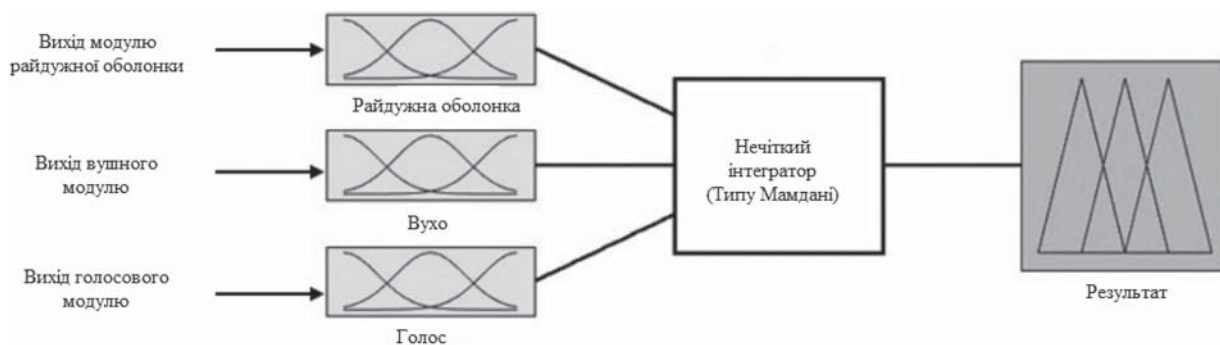 Вихід модулю
райдужної оболонки
Райдужна оболонка
Вихід вушного
модулю
Вухо
Вихід голосового
модулю
Голос
Нечіткий
інтегратор
(Типу Мамдані)
Результат